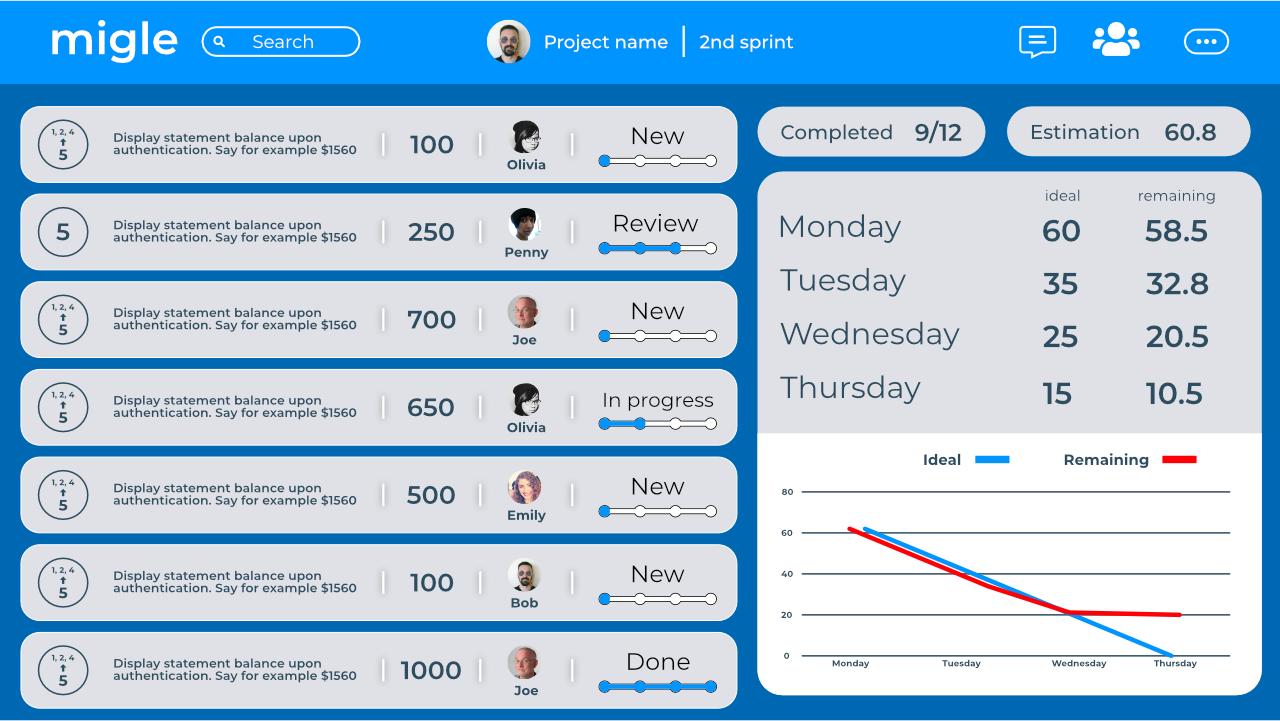 migle
Search
Project name
2nd sprint
1, 2, 4
5
Display statement balance upon
authentication. Say for example $1560
100
Olivia
New
5
Display statement balance upon
authentication. Say for example $1560
250
Penny
Review
1, 2, 4
5
Display statement balance upon
authentication. Say for example $1560
700
Joe
New
1, 2, 4
5
Display statement balance upon
authentication. Say for example $1560
650
Olivia
In progress
1, 2, 4
5
Display statement balance upon
authentication. Say for example $1560
500
Emily
New
1, 2, 4
5
Display statement balance upon
authentication. Say for example $1560
100
Bob
New
1, 2, 4
5
Display statement balance upon
authentication. Say for example $1560
1000
Joe
Done
Completed 9/12
Estimation 60.8
ideal remaining
Monday 60 58.5
Tuesday 35 32.8
Wednesday 25 20.5
Thursday 15 10.5
Ideal Remaining
80
60
40
20
0
Monday Tuesday Wednesday Thursday